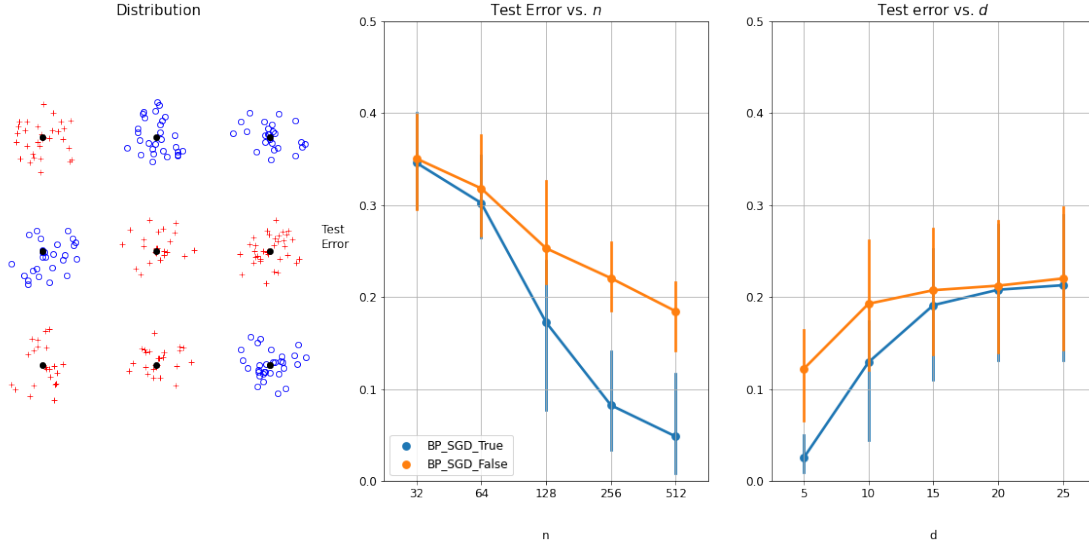 Distribution
Test Error vs. n
Test error vs. d
Test
Error
0.5
0.4
0.3
0.2
0.1
0.0
BP_SGD_True
BP_SGD_False
32 64 128 256 512
n
0.5
0.4
0.3
0.2
0.1
0.0
5 10 15 20 25
d